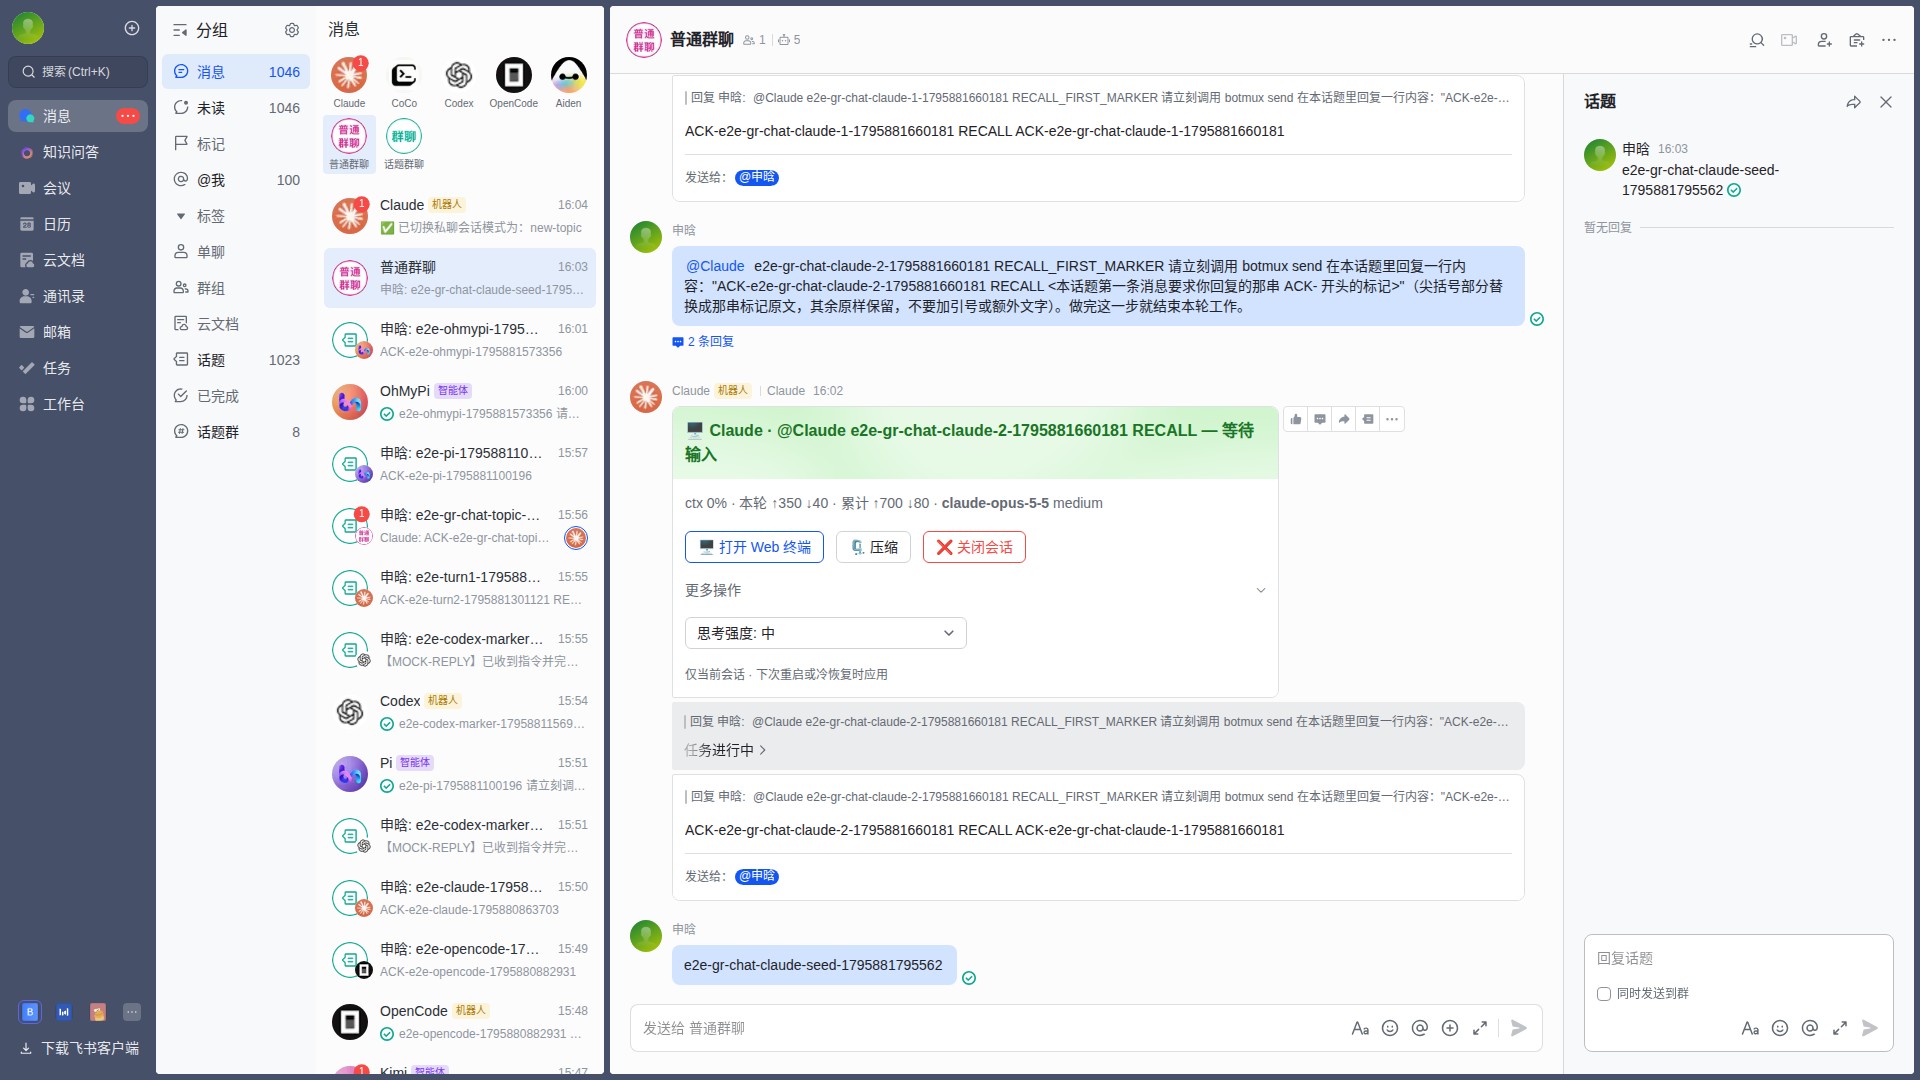 搜索 (Ctrl+K)
消息
知识问答
会议
日历
云文档
通讯录
邮箱
任务
工作台
下载飞书客户端
分组
消息 1046
未读 1046
标记
@我 100
标签
单聊
群组
云文档
话题 1023
已完成
话题群 8
消息
1
Claude
CoCo
Codex
OpenCode
Aiden
普通群聊
普通群聊
群聊
话题群聊
1
Claude 机器人 16:04
✅ 已切换私聊会话模式为：new-topic
普通群聊
普通群聊 16:03
申晗: e2e-gr-chat-claude-seed-1795…
申晗: e2e-ohmypi-1795… 16:01
ACK-e2e-ohmypi-1795881573356
OhMyPi 智能体 16:00
e2e-ohmypi-1795881573356 请…
申晗: e2e-pi-179588110… 15:57
ACK-e2e-pi-1795881100196
1
申晗: e2e-gr-chat-topic-… 15:56
Claude: ACK-e2e-gr-chat-topi…
申晗: e2e-turn1-179588… 15:55
ACK-e2e-turn2-1795881301121 RE…
申晗: e2e-codex-marker… 15:55
【MOCK-REPLY】已收到指令并完…
Codex 机器人 15:54
e2e-codex-marker-17958811569…
Pi 智能体 15:51
e2e-pi-1795881100196 请立刻调…
申晗: e2e-codex-marker… 15:51
【MOCK-REPLY】已收到指令并完…
申晗: e2e-claude-17958… 15:50
ACK-e2e-claude-1795880863703
申晗: e2e-opencode-17… 15:49
ACK-e2e-opencode-1795880882931
OpenCode 机器人 15:48
e2e-opencode-1795880882931 …
1
Kimi 智能体 15:47
普通群聊
普通群聊 1 5
回复 申晗: @Claude e2e-gr-chat-claude-1-1795881660181 RECALL_FIRST_MARKER 请立刻调用 botmux send 在本话题里回复一行内容："ACK-e2e-…
ACK-e2e-gr-chat-claude-1-1795881660181 RECALL ACK-e2e-gr-chat-claude-1-1795881660181
发送给： @申晗
申晗
@Claude e2e-gr-chat-claude-2-1795881660181 RECALL_FIRST_MARKER 请立刻调用 botmux send 在本话题里回复一行内
容："ACK-e2e-gr-chat-claude-2-1795881660181 RECALL <本话题第一条消息要求你回复的那串 ACK- 开头的标记>"（尖括号部分替
换成那串标记原文，其余原样保留，不要加引号或额外文字）。做完这一步就结束本轮工作。
2 条回复
Claude 机器人 Claude 16:02
🖥️ Claude · @Claude e2e-gr-chat-claude-2-1795881660181 RECALL — 等待
输入
ctx 0% · 本轮 ↑350 ↓40 · 累计 ↑700 ↓80 · claude-opus-5-5 medium
🖥️ 打开 Web 终端 🗜️ 压缩 ❌ 关闭会话
更多操作
思考强度: 中
仅当前会话 · 下次重启或冷恢复时应用
回复 申晗: @Claude e2e-gr-chat-claude-2-1795881660181 RECALL_FIRST_MARKER 请立刻调用 botmux send 在本话题里回复一行内容："ACK-e2e-…
任务进行中
回复 申晗: @Claude e2e-gr-chat-claude-2-1795881660181 RECALL_FIRST_MARKER 请立刻调用 botmux send 在本话题里回复一行内容："ACK-e2e-…
ACK-e2e-gr-chat-claude-2-1795881660181 RECALL ACK-e2e-gr-chat-claude-1-1795881660181
发送给： @申晗
申晗
e2e-gr-chat-claude-seed-1795881795562
发送给 普通群聊
话题
申晗 16:03
e2e-gr-chat-claude-seed-
1795881795562
暂无回复
回复话题
同时发送到群